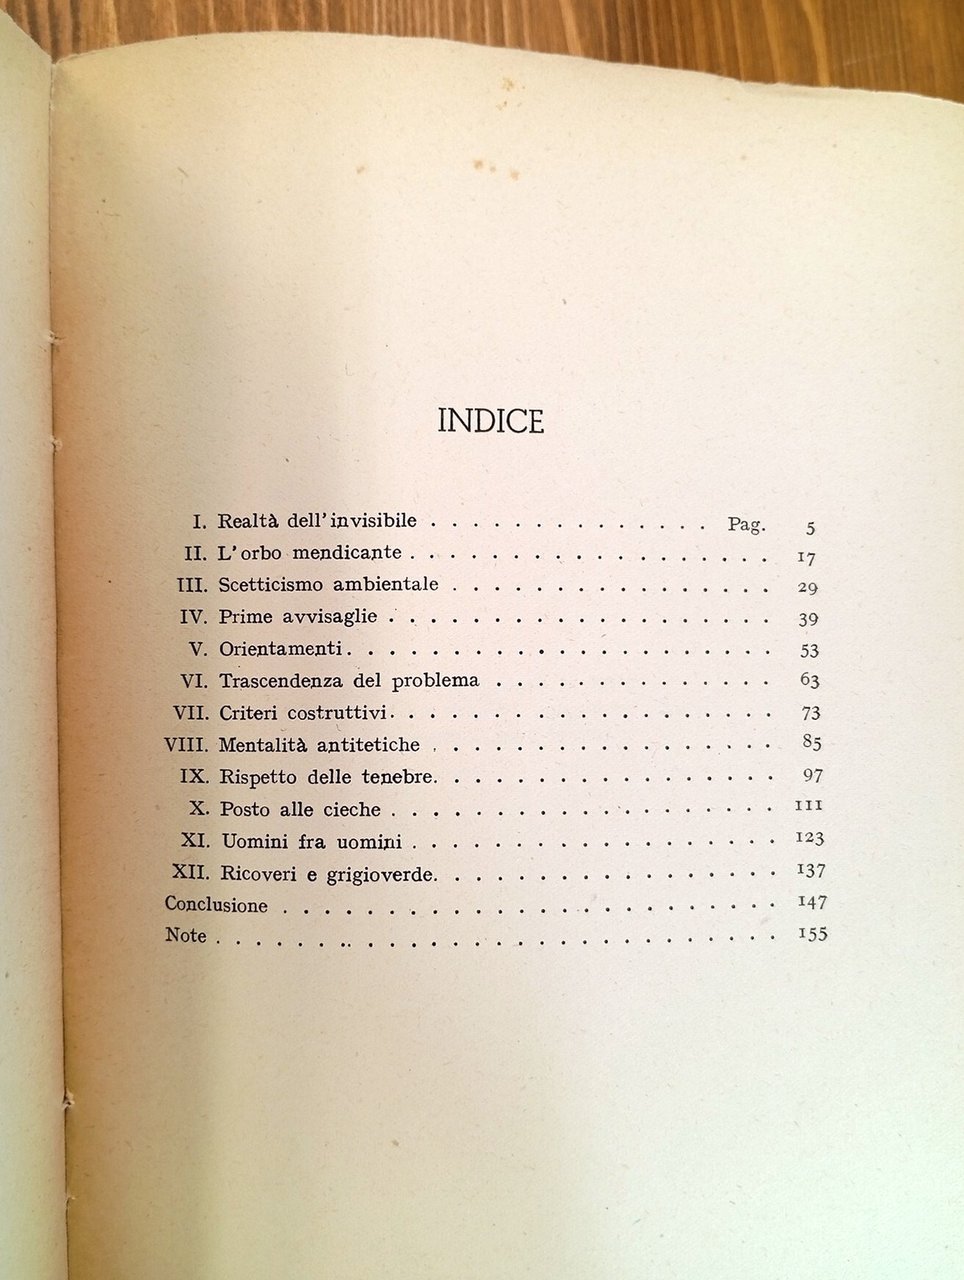 INDICE
I. Realtà dell'invisibile . . . . . . . . . . . . . . Pag. 5
II. L'orbo mendicante . . . . . . . . . . . . . . . . . 17
III. Scetticismo ambientale . . . . . . . . . . . . . . . 29
IV. Prime avvisaglie . . . . . . . . . . . . . . . . . . 39
V. Orientamenti . . . . . . . . . . . . . . . . . . . . 53
VI. Trascendenza del problema . . . . . . . . . . . . . 63
VII. Criteri costruttivi . . . . . . . . . . . . . . . . . . 73
VIII. Mentalità antitetiche . . . . . . . . . . . . . . . . 85
IX. Rispetto delle tenebre . . . . . . . . . . . . . . . . 97
X. Posto alle cieche . . . . . . . . . . . . . . . . . . 111
XI. Uomini fra uomini . . . . . . . . . . . . . . . . . 123
XII. Ricoveri e grigioverde . . . . . . . . . . . . . . . . 137
Conclusione . . . . . . . . . . . . . . . . . . . . . . . 147
Note . . . . . . . . . . . . . . . . . . . . . . . . . . 155